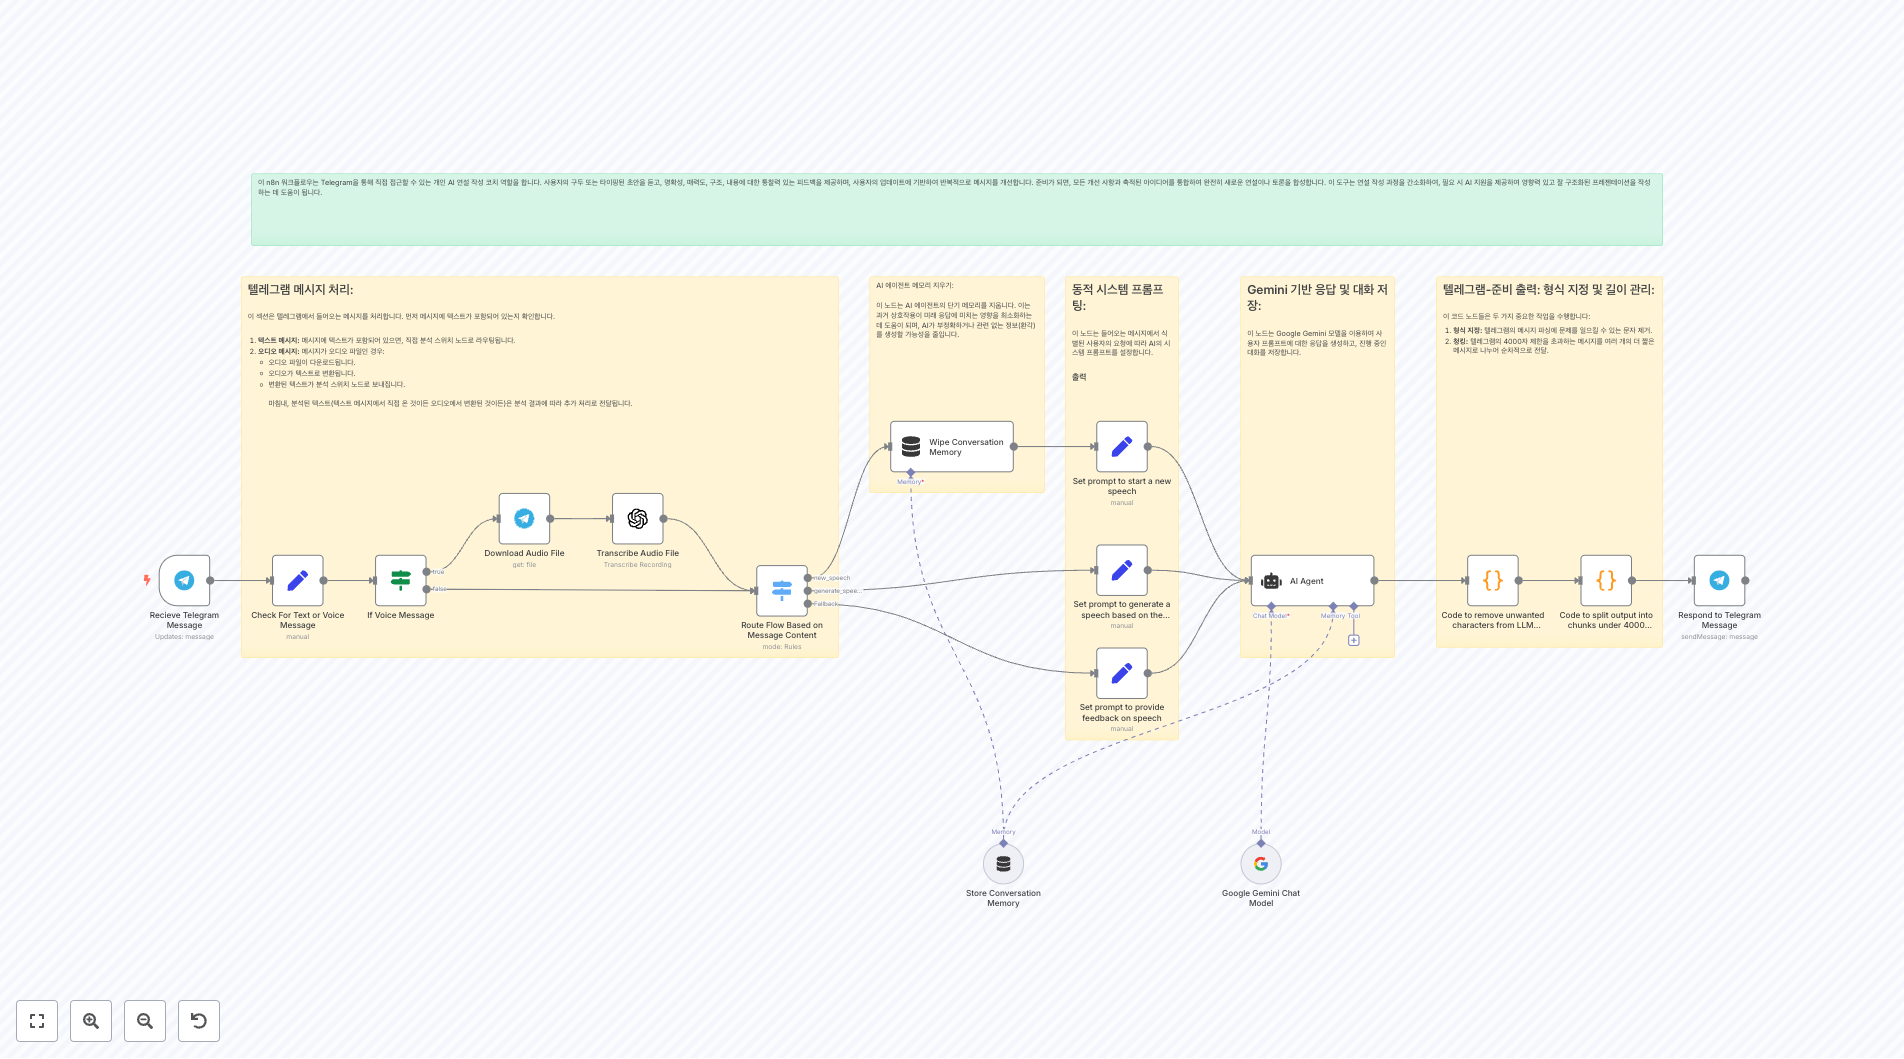 이 n8n 워크플로우는 Telegram을 통해 직접 접근할 수 있는 개인 AI 연설 작성 코치 역할을 합니다. 사용자의 구두 또는 타이핑된 초안을 듣고, 명확성, 매력도, 구조, 내용에 대한 통찰력 있는 피드백을 제공하며, 사용자의 업데이트에 기반하여 반복적으로 메시지를 개선합니다. 준비가 되면, 모든 개선 사항과 축적된 아이디어를 통합하여 완전히 새로운 연설이나 토론을 합성합니다. 이 도구는 연설 작성 과정을 간소화하여, 필요 시 AI 지원을 제공하여 영향력 있고 잘 구조화된 프레젠테이션을 작성
하는 데 도움이 됩니다.
텔레그램 메시지 처리:
이 섹션은 텔레그램에서 들어오는 메시지를 처리합니다. 먼저 메시지에 텍스트가 포함되어 있는지 확인합니다.
1. 텍스트 메시지: 메시지에 텍스트가 포함되어 있으면, 직접 분석 스위치 노드로 라우팅됩니다.
2. 오디오 메시지: 메시지가 오디오 파일인 경우:
오디오 파일이 다운로드됩니다.
오디오가 텍스트로 변환됩니다.
변환된 텍스트가 분석 스위치 노드로 보내집니다.
마침내, 분석된 텍스트(텍스트 메시지에서 직접 온 것이든 오디오에서 변환된 것이든)은 분석 결과에 따라 추가 처리로 전달됩니다.
AI 에이전트 메모리 지우기:
이 노드는 AI 에이전트의 단기 메모리를 지웁니다. 이는
과거 상호작용이 미래 응답에 미치는 영향을 최소화하는
데 도움이 되며, AI가 부정확하거나 관련 없는 정보(환각)
를 생성할 가능성을 줄입니다.
동적 시스템 프롬프
팅:
이 노드는 들어오는 메시지에서 식
별된 사용자의 요청에 따라 AI의 시
스템 프롬프트를 설정합니다.
출력
Gemini 기반 응답 및 대화 저
장:
이 노드는 Google Gemini 모델을 이용하여 사
용자 프롬프트에 대한 응답을 생성하고, 진행 중인
대화를 저장합니다.
텔레그램-준비 출력: 형식 지정 및 길이 관리:
이 코드 노드들은 두 가지 중요한 작업을 수행합니다:
1. 형식 지정: 텔레그램의 메시지 파싱에 문제를 일으킬 수 있는 문자 제거.
2. 청킹: 텔레그램의 4000자 제한을 초과하는 메시지를 여러 개의 더 짧은
메시지로 나누어 순차적으로 전달.
Recieve Telegram
Message
Updates: message
Check For Text or Voice
Message
manual
If Voice Message
true
false
Download Audio File
get: file
Transcribe Audio File
Transcribe Recording
Route Flow Based on
Message Content
mode: Rules
new_speech
generate_spee...
Fallback
Wipe Conversation
Memory
Memory*
Set prompt to start a new
speech
manual
Set prompt to generate a
speech based on the...
manual
Set prompt to provide
feedback on speech
manual
AI Agent
Chat Model*
Memory
Tool
Code to remove unwanted
characters from LLM...
Code to split output into
chunks under 4000...
Respond to Telegram
Message
sendMessage: message
Memory
Store Conversation
Memory
Model
Google Gemini Chat
Model